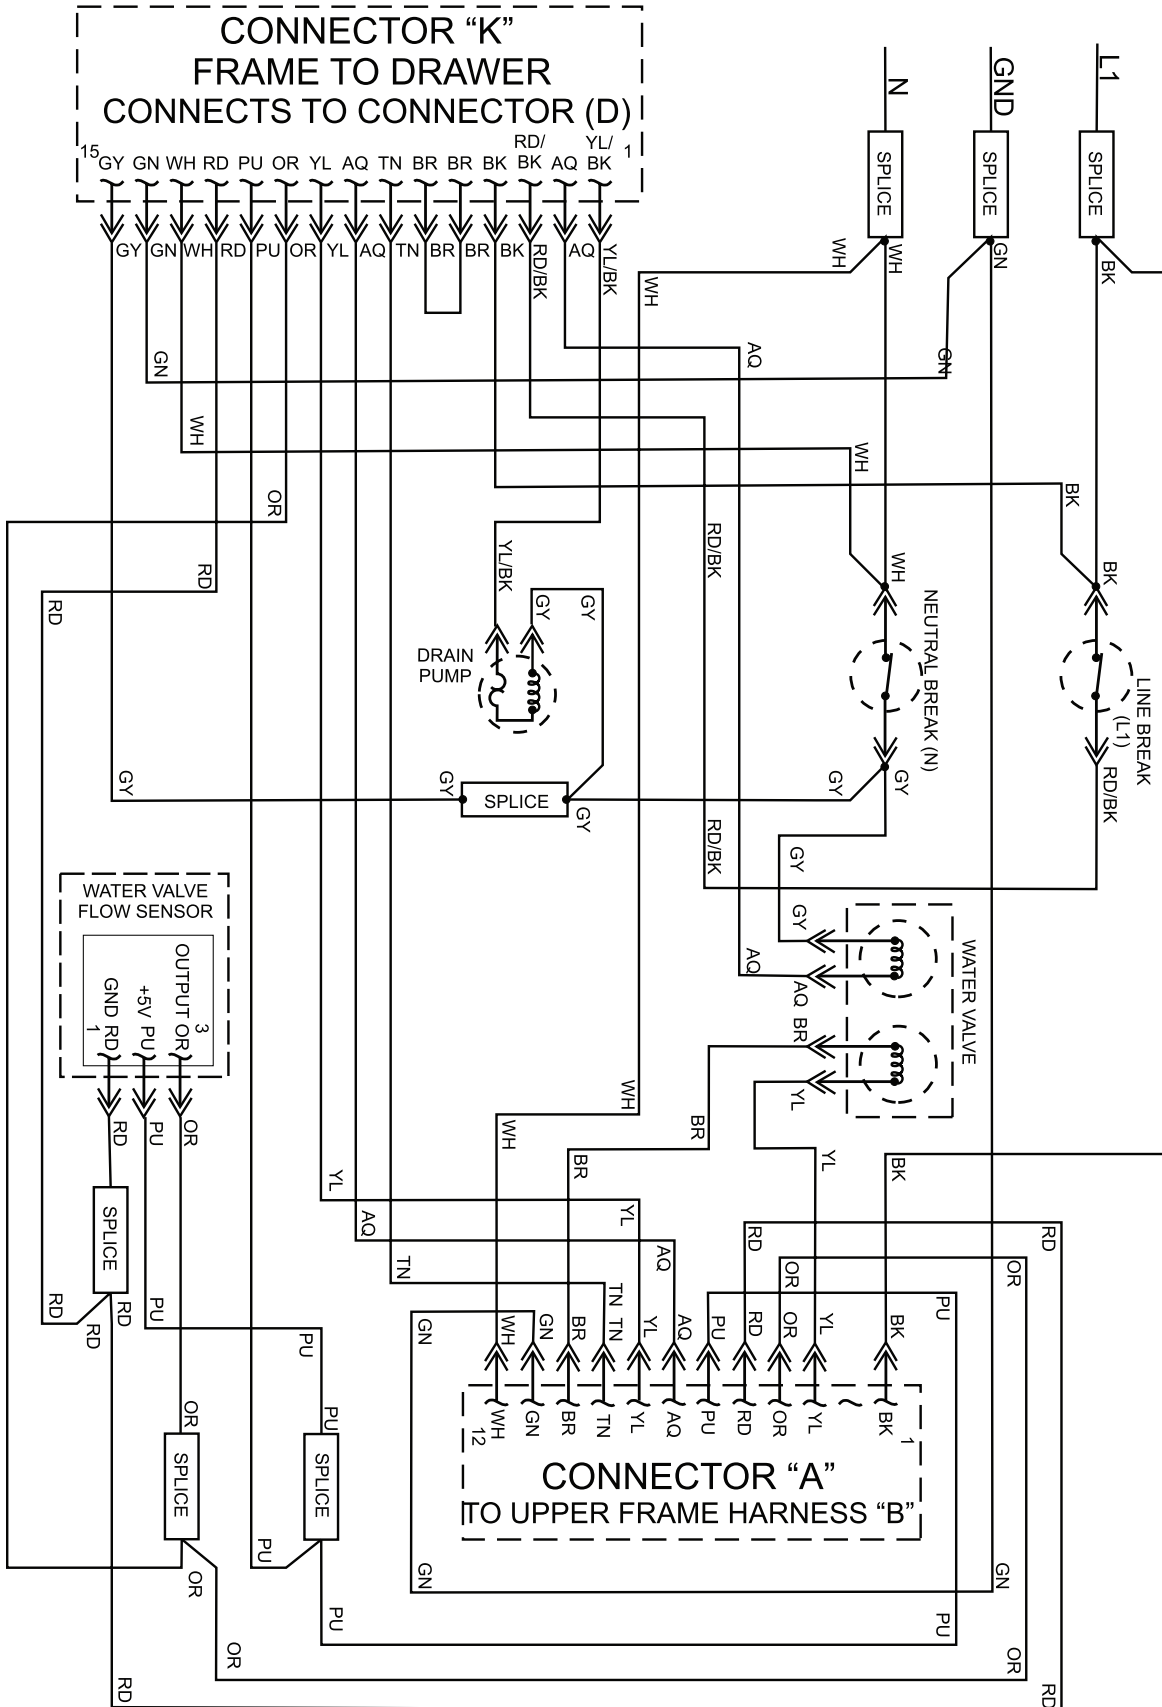 CONNECTOR “K”
FRAME TO DRAWER
CONNECTS TO CONNECTOR (D)
RD/ YL/
15 GY GN WH RD PU OR YL AQ TN BR BR BK BK AQ BK 1
GY GN WH RD PU OR YL AQ TN BR BR BK RD/BK AQ YL/BK
N
GND
L1
SPLICE
SPLICE
SPLICE
WH
WH
GN
BK
WH
GN
AQ
GN
WH
WH
BK
OR
RD
RD
YL/BK
GY
GY
RD/BK
WH
BK
DRAIN
PUMP
NEUTRAL BREAK (N)
LINE BREAK
(L1)
GY
GY
SPLICE
GY
GY
GY
RD/BK
RD/BK
GY
WATER VALVE
FLOW SENSOR
GND RD
1
+5V PU
OUTPUT OR
3
GY
AQ
AQ
BR
YL
WATER VALVE
RD
PU
OR
WH
WH
BR
BR
YL
BK
SPLICE
YL
YL
AQ
AQ
TN
TN
RD
RD
OR
OR
PU
RD
RD
RD
PU
PU
GN
WH
GN
BR
TN
YL
AQ
PU
RD
OR
YL
BK
OR
PU
12
WH
GN
BR
TN
YL
AQ
PU
RD
OR
YL
BK
1
SPLICE
SPLICE
CONNECTOR “A”
TO UPPER FRAME HARNESS “B”
PU
OR
GN
GN
PU
PU
OR
OR
RD
RD